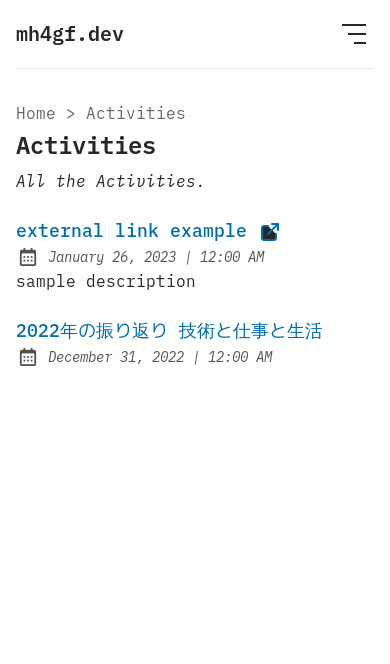 mh4gf.dev
Home > Activities
Activities
All the Activities.
external link example
January 26, 2023 | 12:00 AM
sample description
2022年の振り返り 技術と仕事と生活
December 31, 2022 | 12:00 AM